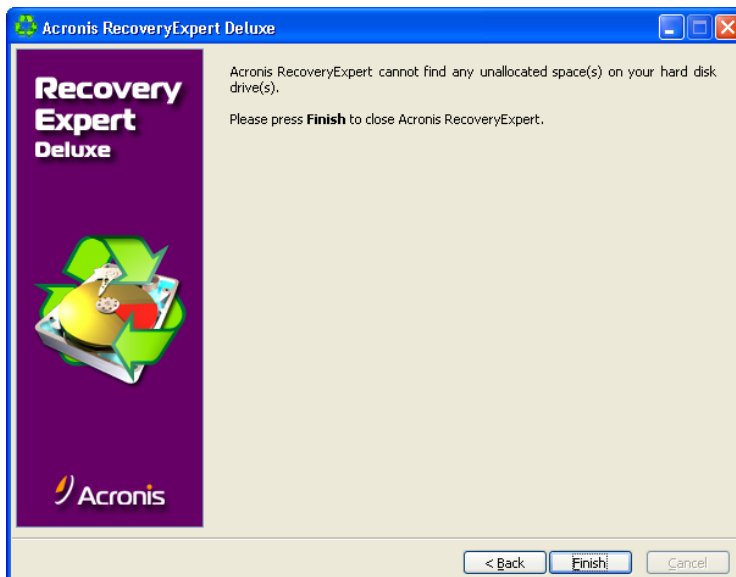 Acronis RecoveryExpert Deluxe
Recovery
Expert
Deluxe
Acronis
Acronis RecoveryExpert cannot find any unallocated space(s) on your hard disk
drive(s).
Please press Finish to close Acronis RecoveryExpert.
< Back
Finish
Cancel